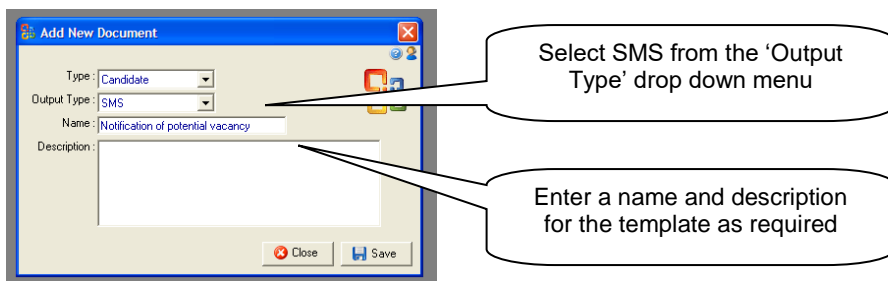 Add New Document
Type : Candidate
Output Type : SMS
Name : Notification of potential vacancy
Description :
Close Save
Select SMS from the ‘Output
Type’ drop down menu
Enter a name and description
for the template as required